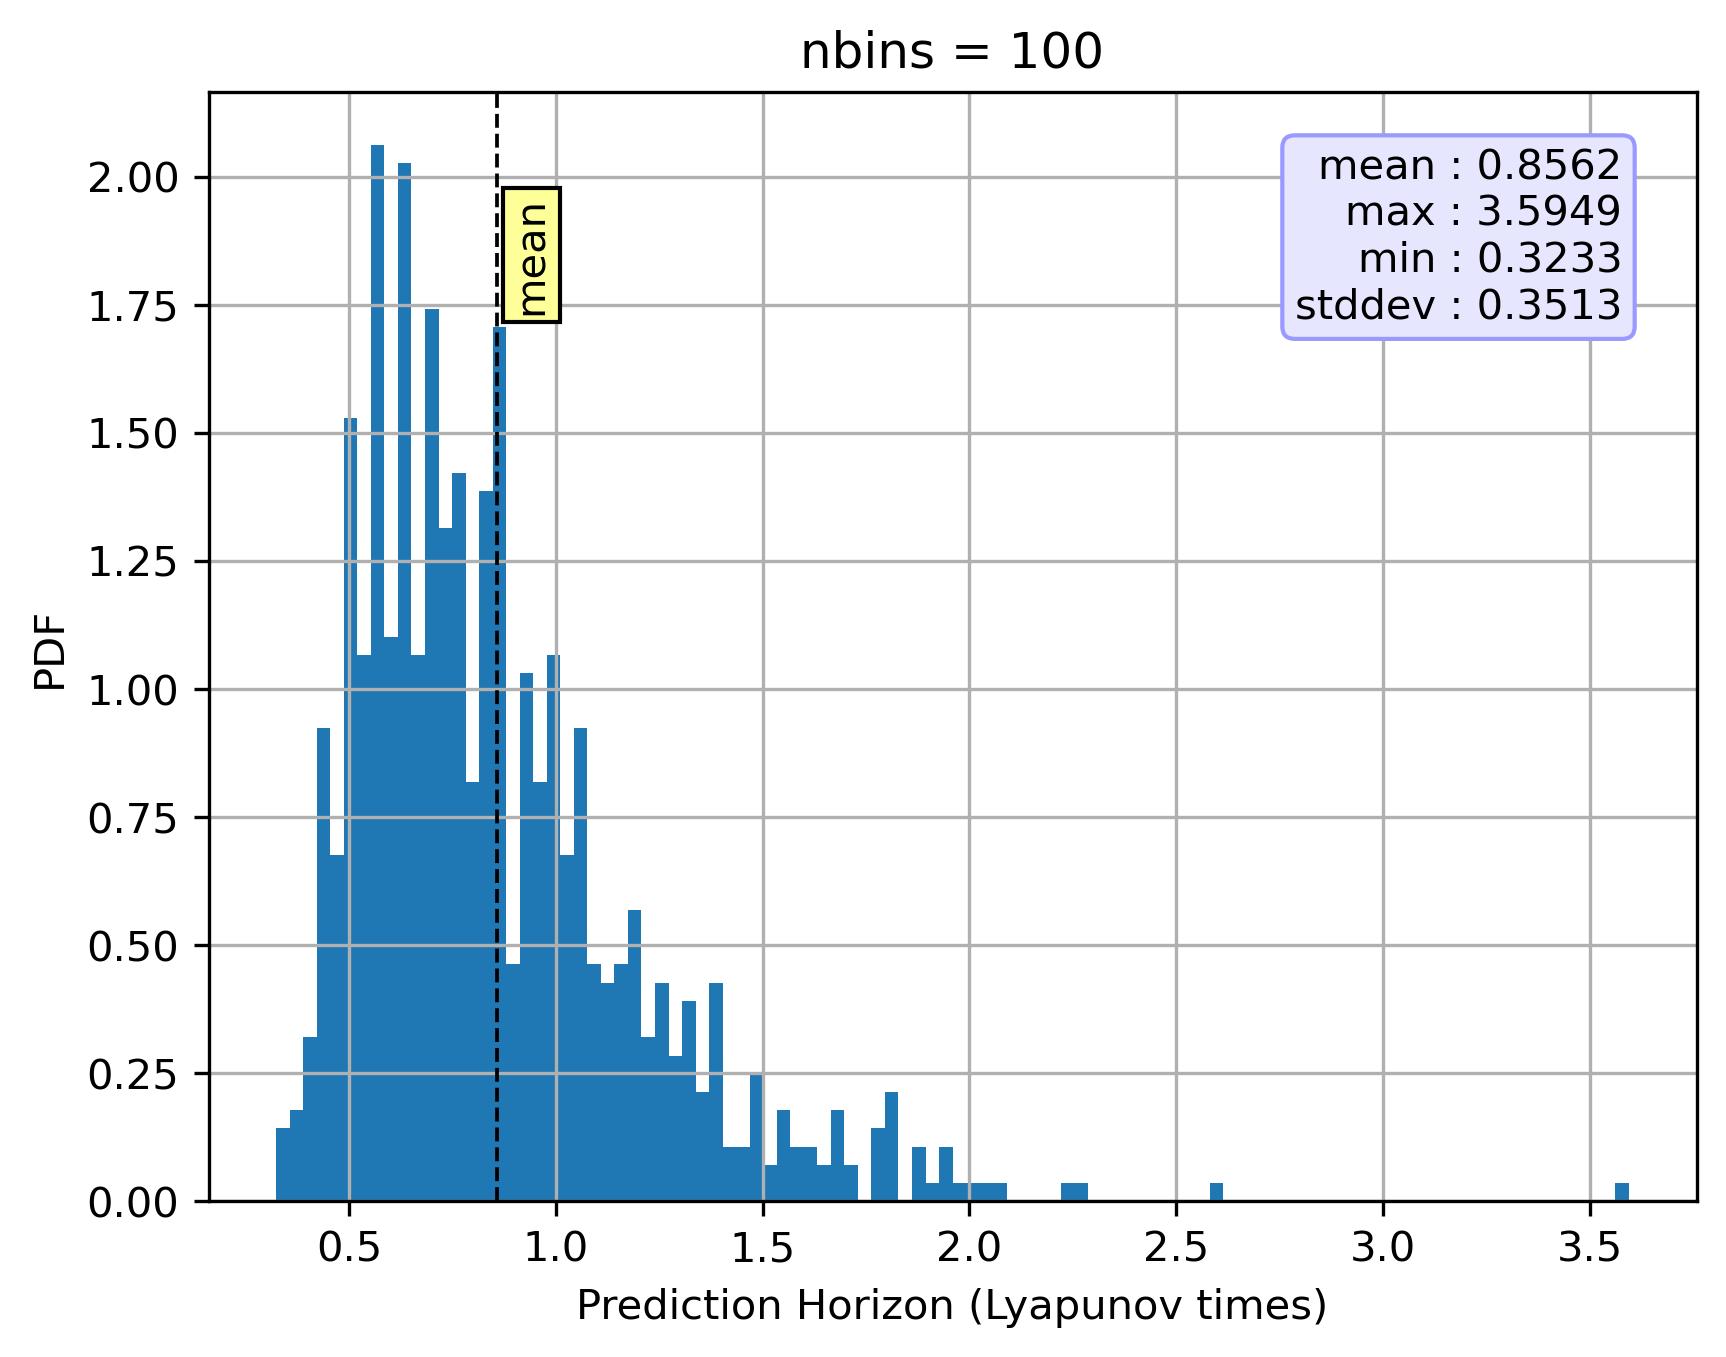 nbins = 100
mean : 0.8562
max : 3.5949
min : 0.3233
stddev : 0.3513
mean
PDF
2.00
1.75
1.50
1.25
1.00
0.75
0.50
0.25
0.00
0.5 1.0 1.5 2.0 2.5 3.0 3.5
Prediction Horizon (Lyapunov times)